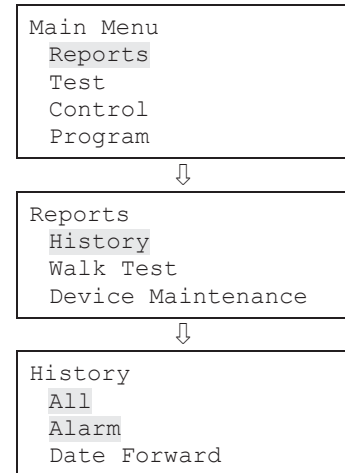 Main Menu
Reports
Test
Control
Program
⇩
Reports
History
Walk Test
Device Maintenance
⇩
History
All
Alarm
Date Forward